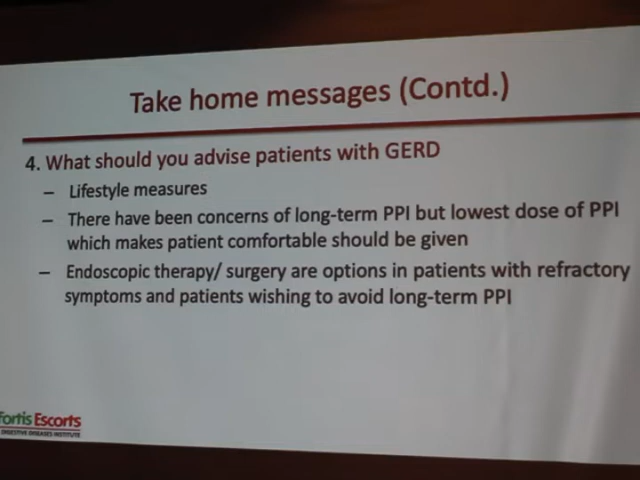 Take home messages (Contd.)
4. What should you advise patients with GERD
– Lifestyle measures
– There have been concerns of long-term PPI but lowest dose of PPI
which makes patient comfortable should be given
– Endoscopic therapy/ surgery are options in patients with refractory
symptoms and patients wishing to avoid long-term PPI
Fortis Escorts
DIGESTIVE DISEASES INSTITUTE